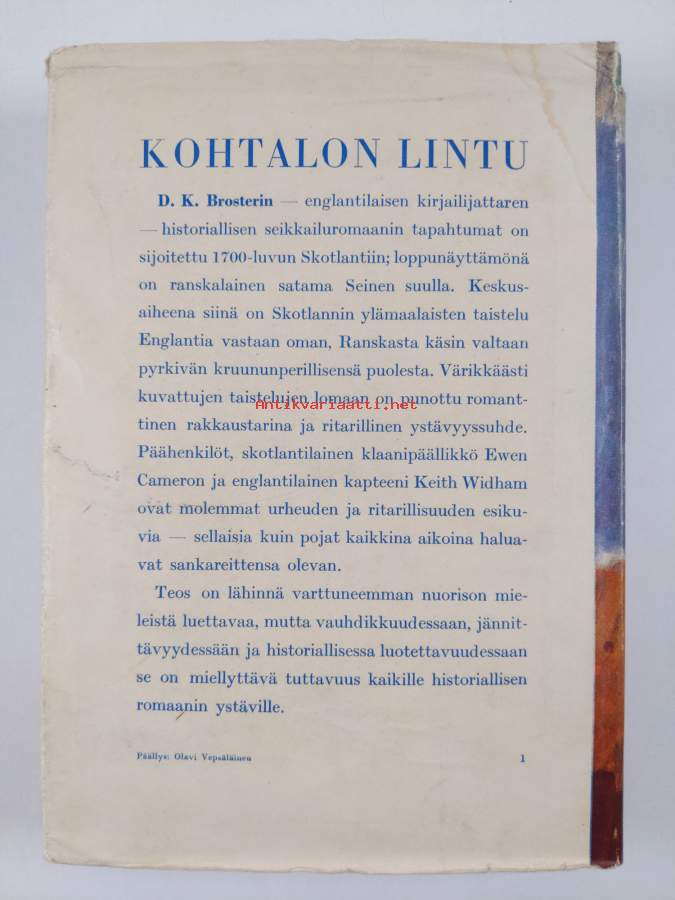 KOHTALON LINTU
D. K. Brosterin — englantilaisen kirjailijattaren
— historiallisen seikkailuromaanin tapahtumat on
sijoitettu 1700-luvun Skotlantiin; loppunäyttämönä
on ranskalainen satama Seinen suulla. Keskus-
aiheena siinä on Skotlannin ylämaalaisten taistelu
Englantia vastaan oman, Ranskasta käsin valtaan
pyrkivän kruununperillisensä puolesta. Värikkäästi
kuvattujen taistelujen lomaan on punottu romant-
Antikvariaatti.net
tinen rakkaustarina ja ritarillinen ystävyyssuhde.
Päähenkilöt, skotlantilainen klaanipäällikkö Ewen
Cameron ja englantilainen kapteeni Keith Widham
ovat molemmat urheuden ja ritarillisuuden esiku-
via — sellaisia kuin pojat kaikkina aikoina halua-
vat sankareittensa olevan.
Teos on lähinnä varttuneemman nuorison mie-
leistä luettavaa, mutta vauhdikkuudessaan, jännit-
tävyydessään ja historiallisessa luotettavuudessaan
se on miellyttävä tuttavuus kaikille historiallisen
romaanin ystäville.
Päällys: Olavi Vepsäläinen 1